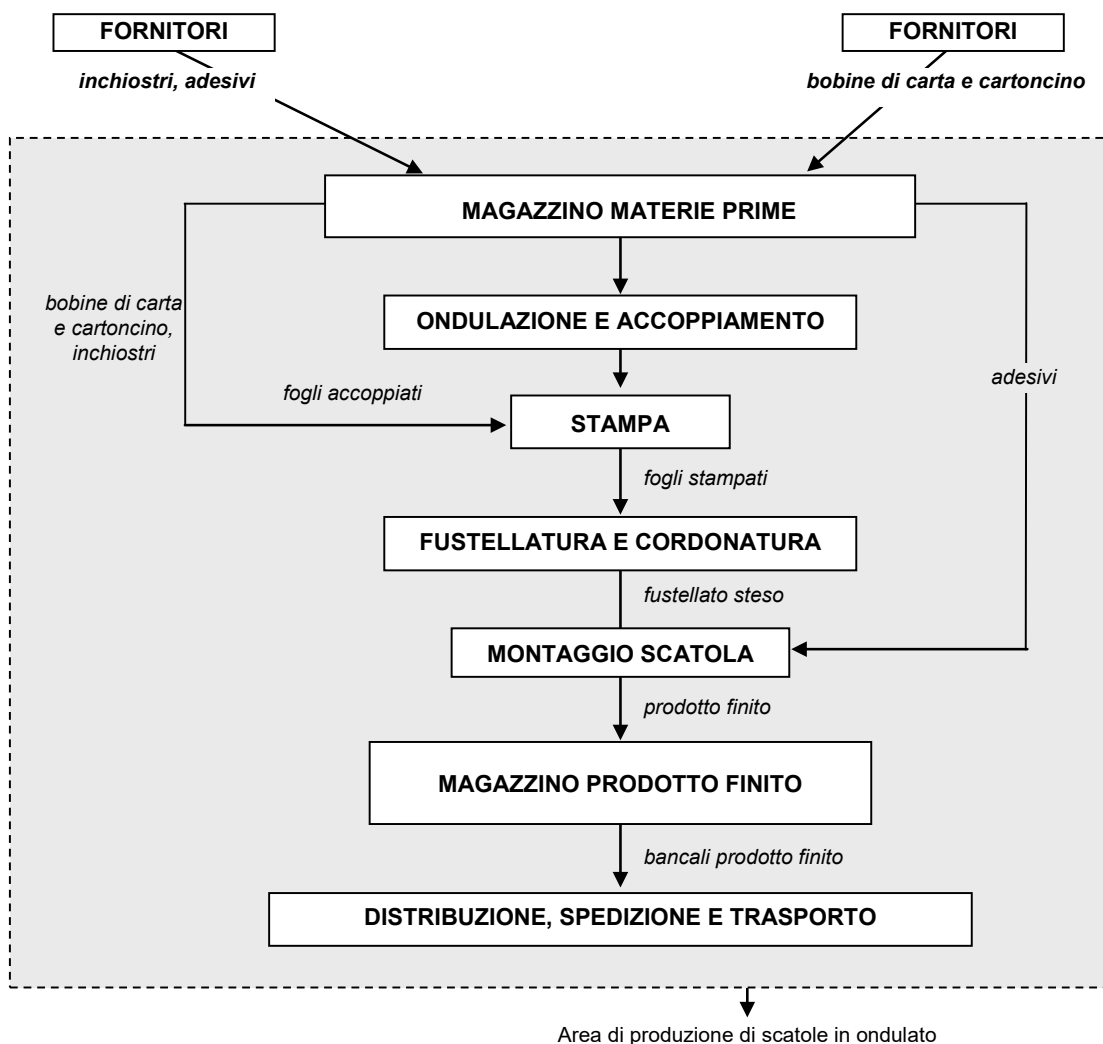 FORNITORI
FORNITORI
inchiostri, adesivi
bobine di carta e cartoncino
MAGAZZINO MATERIE PRIME
bobine di carta
e cartoncino,
inchiostri
ONDULAZIONE E ACCOPPIAMENTO
adesivi
fogli accoppiati
STAMPA
fogli stampati
FUSTELLATURA E CORDONATURA
fustellato steso
MONTAGGIO SCATOLA
prodotto finito
MAGAZZINO PRODOTTO FINITO
bancali prodotto finito
DISTRIBUZIONE, SPEDIZIONE E TRASPORTO
Area di produzione di scatole in ondulato